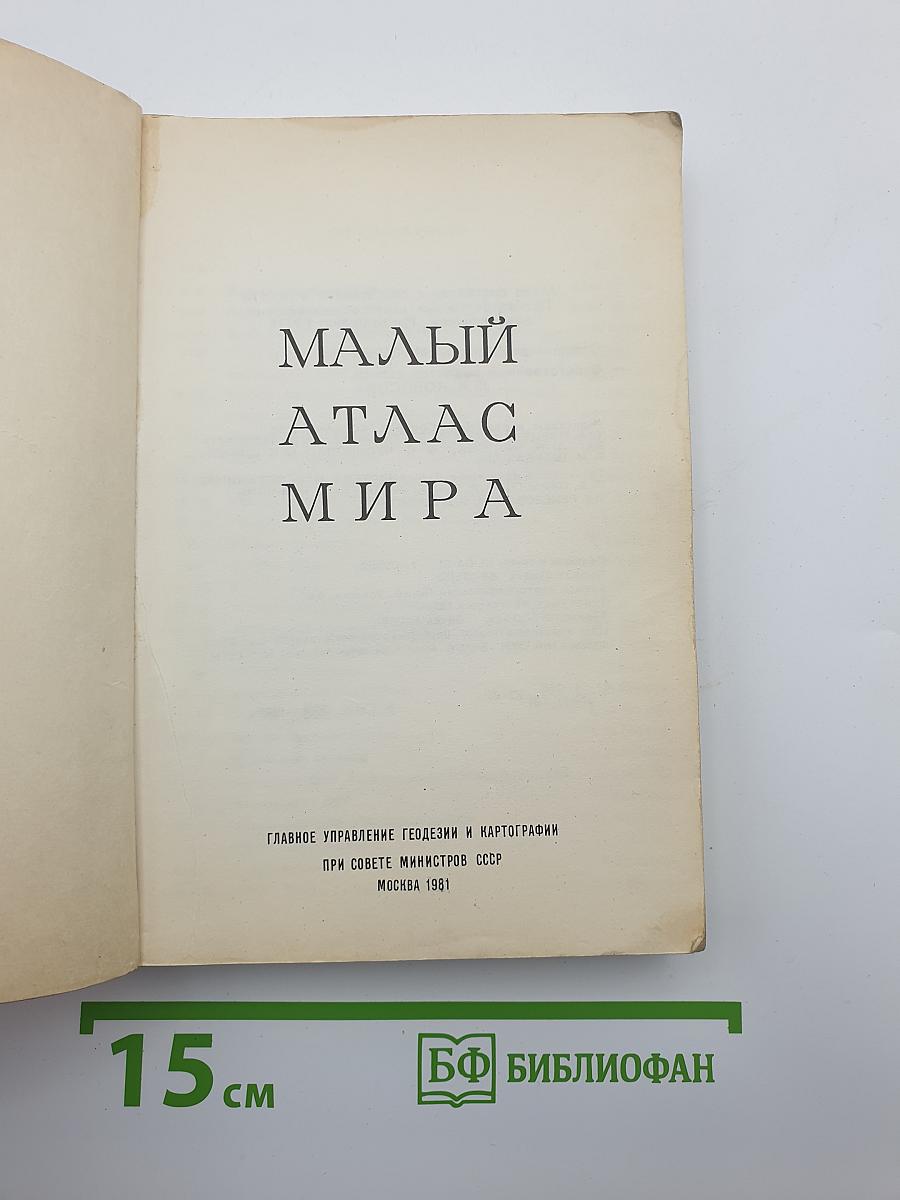 МАЛЫЙ
АТЛАС
МИРА
ГЛАВНОЕ УПРАВЛЕНИЕ ГЕОДЕЗИИ И КАРТОГРАФИИ
ПРИ СОВЕТЕ МИНИСТРОВ СССР
МОСКВА 1981
15 см
БФ БИБЛИОФАН